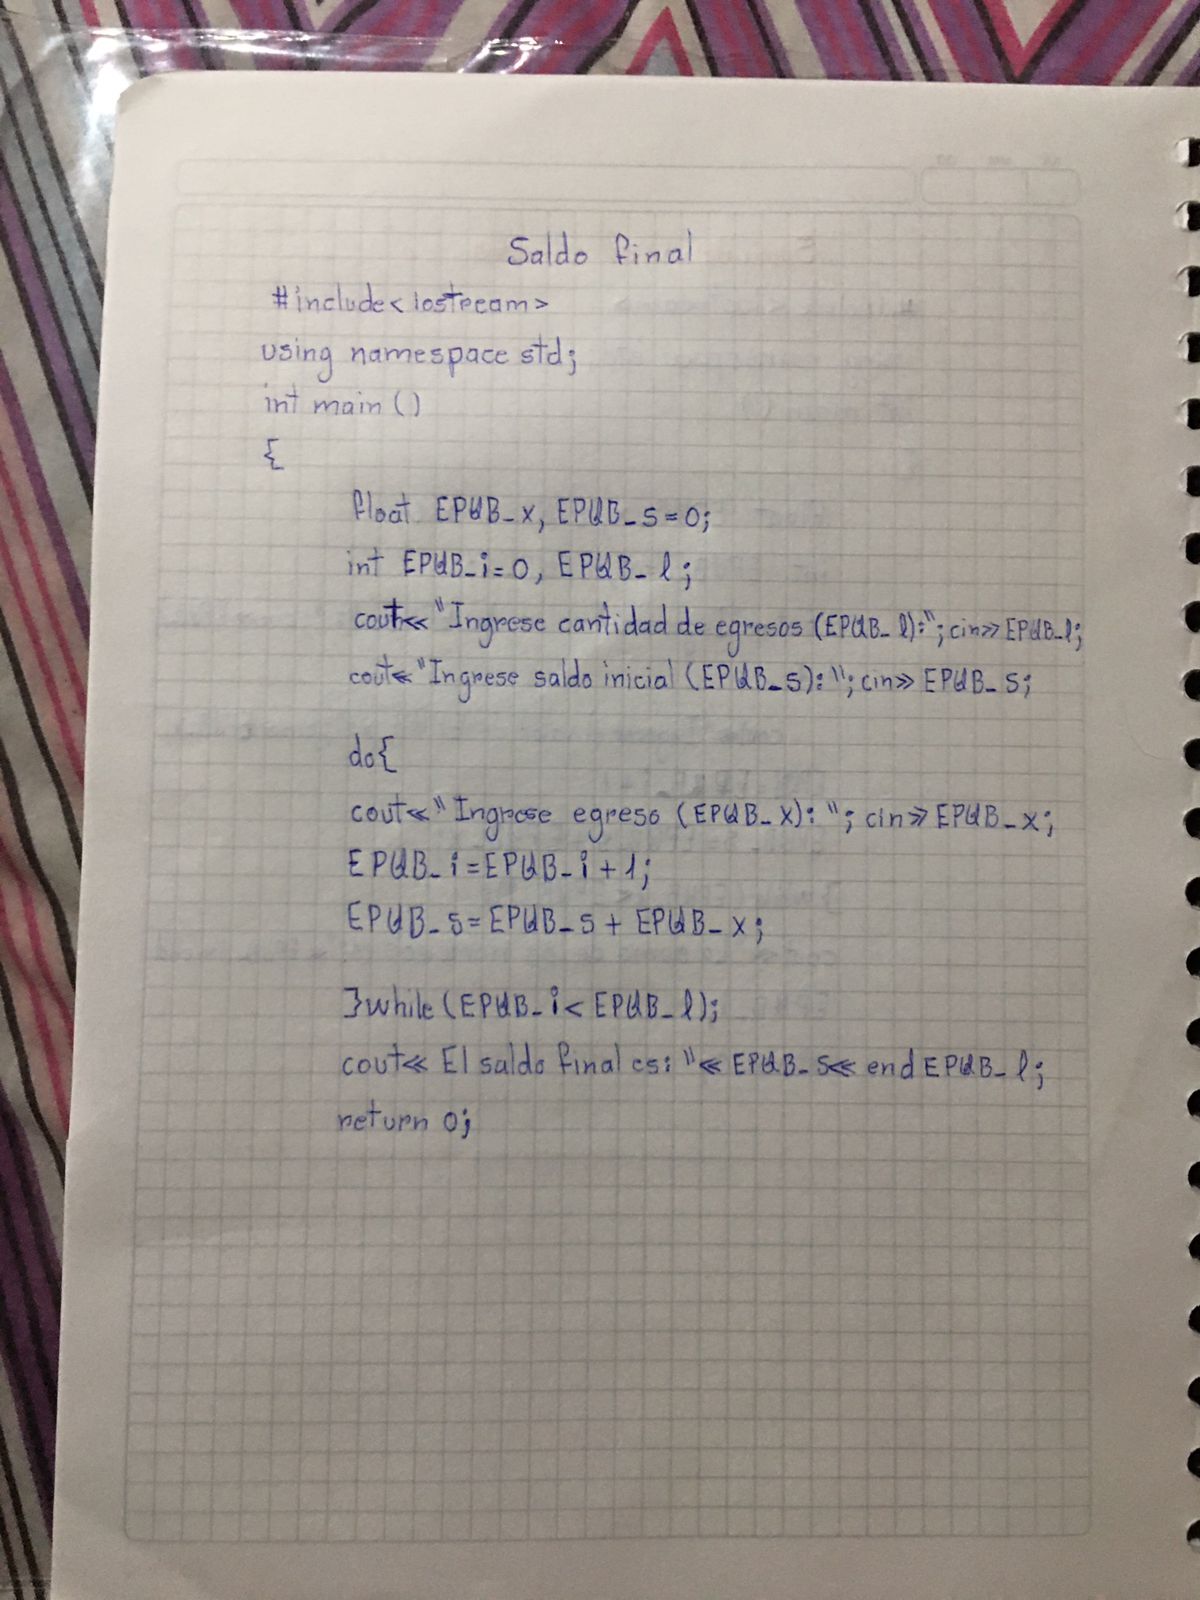 Saldo final
#include<iostream>
using namespace std;
int main ()
{
float EPUB_x, EPUB_s=0;
int EPUB_i=0, EPUB_l;
cout<<"Ingrese cantidad de egresos (EPUB_l):"; cin>>EPUB_l;
cout<<"Ingrese saldo inicial (EPUB_s): "; cin>> EPUB_s;
do{
cout<<"Ingrese egreso (EPUB_x): "; cin>>EPUB_x;
EPUB_i=EPUB_i+1;
EPUB_s=EPUB_s+ EPUB_x;
}while (EPUB_i< EPUB_l);
cout<< El saldo final es: "<< EPUB_s<< end EPUB_l;
return 0;